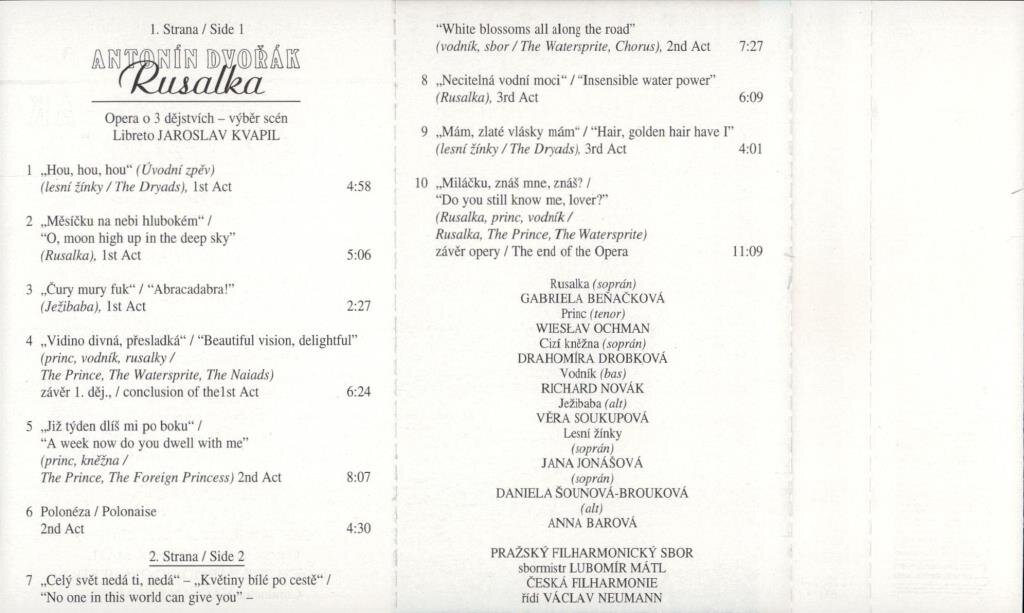 1. Strana / Side 1
ANTONÍN DVOŘÁK
Rusalka
Opera o 3 dějstvích – výběr scén
Libreto JAROSLAV KVAPIL
1 „Hou, hou, hou“ (Úvodní zpěv)
(lesní žínky / The Dryads), 1st Act 4:58
2 „Měsíčku na nebi hlubokém“ /
“O, moon high up in the deep sky”
(Rusalka), 1st Act 5:06
3 „Čury mury fuk“ / “Abracadabra!”
(Ježibaba), 1st Act 2:27
4 „Vidino divná, přesladká“ / “Beautiful vision, delightful”
(princ, vodník, rusalky /
The Prince, The Watersprite, The Naiads)
závěr 1. děj., / conclusion of the1st Act 6:24
5 „Již týden dlíš mi po boku“ /
“A week now do you dwell with me”
(princ, kněžna /
The Prince, The Foreign Princess) 2nd Act 8:07
6 Polonéza / Polonaise
2nd Act 4:30
2. Strana / Side 2
7 „Celý svět nedá ti, nedá“ – „Květiny bílé po cestě“ /
“No one in this world can give you” –
“White blossoms all along the road”
(vodník, sbor / The Watersprite, Chorus), 2nd Act 7:27
8 „Necitelná vodní moci“ / “Insensible water power”
(Rusalka), 3rd Act 6:09
9 „Mám, zlaté vlásky mám“ / “Hair, golden hair have I”
(lesní žínky / The Dryads), 3rd Act 4:01
10 „Miláčku, znáš mne, znáš? /
“Do you still know me, lover?”
(Rusalka, princ, vodník /
Rusalka, The Prince, The Watersprite)
závěr opery / The end of the Opera 11:09
Rusalka (soprán)
GABRIELA BEŇAČKOVÁ
Princ (tenor)
WIESŁAV OCHMAN
Cizí kněžna (soprán)
DRAHOMÍRA DROBKOVÁ
Vodník (bas)
RICHARD NOVÁK
Ježibaba (alt)
VĚRA SOUKUPOVÁ
Lesní žínky
(soprán)
JANA JONÁŠOVÁ
(soprán)
DANIELA ŠOUNOVÁ-BROUKOVÁ
(alt)
ANNA BAROVÁ
PRAŽSKÝ FILHARMONICKÝ SBOR
sbormistr LUBOMÍR MÁTL
ČESKÁ FILHARMONIE
řídí VÁCLAV NEUMANN